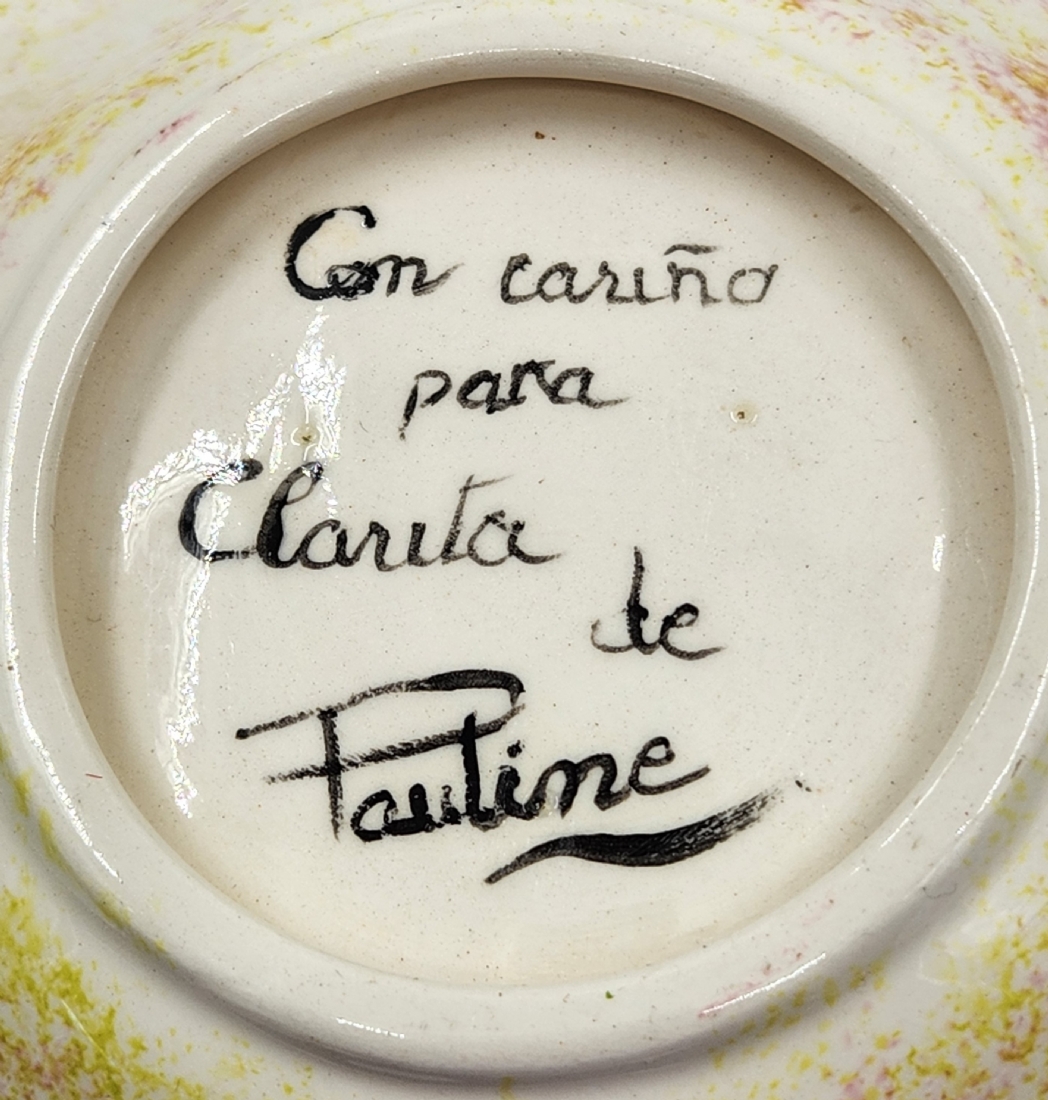 Con cariño
para
Clarita
de
Pauline